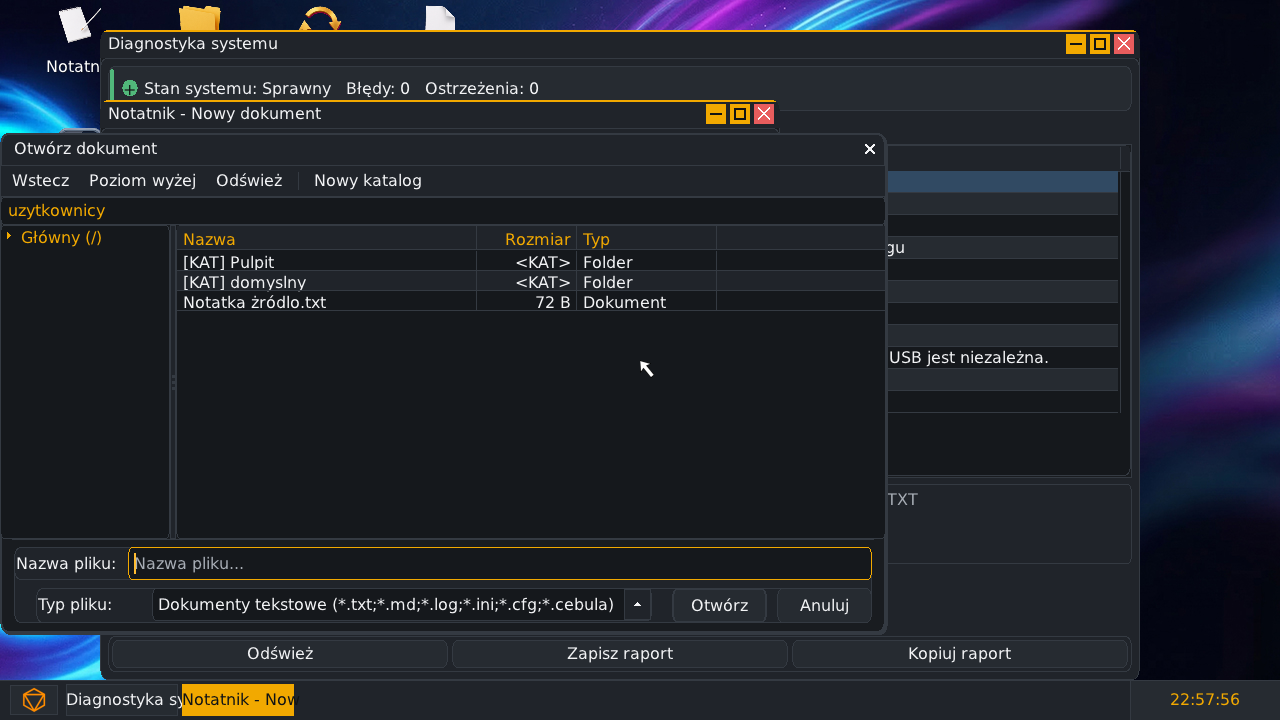 Notatn
Diagnostyka systemu
Stan systemu: Sprawny Błędy: 0 Ostrzeżenia: 0
Notatnik - Nowy dokument
Otwórz dokument
Wstecz Poziom wyżej Odśwież Nowy katalog
uzytkownicy
Główny (/)
Nazwa Rozmiar Typ
[KAT] Pulpit <KAT> Folder
[KAT] domyslny <KAT> Folder
Notatka żródlo.txt 72 B Dokument
gu
USB jest niezależna.
TXT
Nazwa pliku: Nazwa pliku...
Typ pliku: Dokumenty tekstowe (*.txt;*.md;*.log;*.ini;*.cfg;*.cebula) Otwórz Anuluj
Odśwież Zapisz raport Kopiuj raport
Diagnostyka sy Notatnik - Now 22:57:56